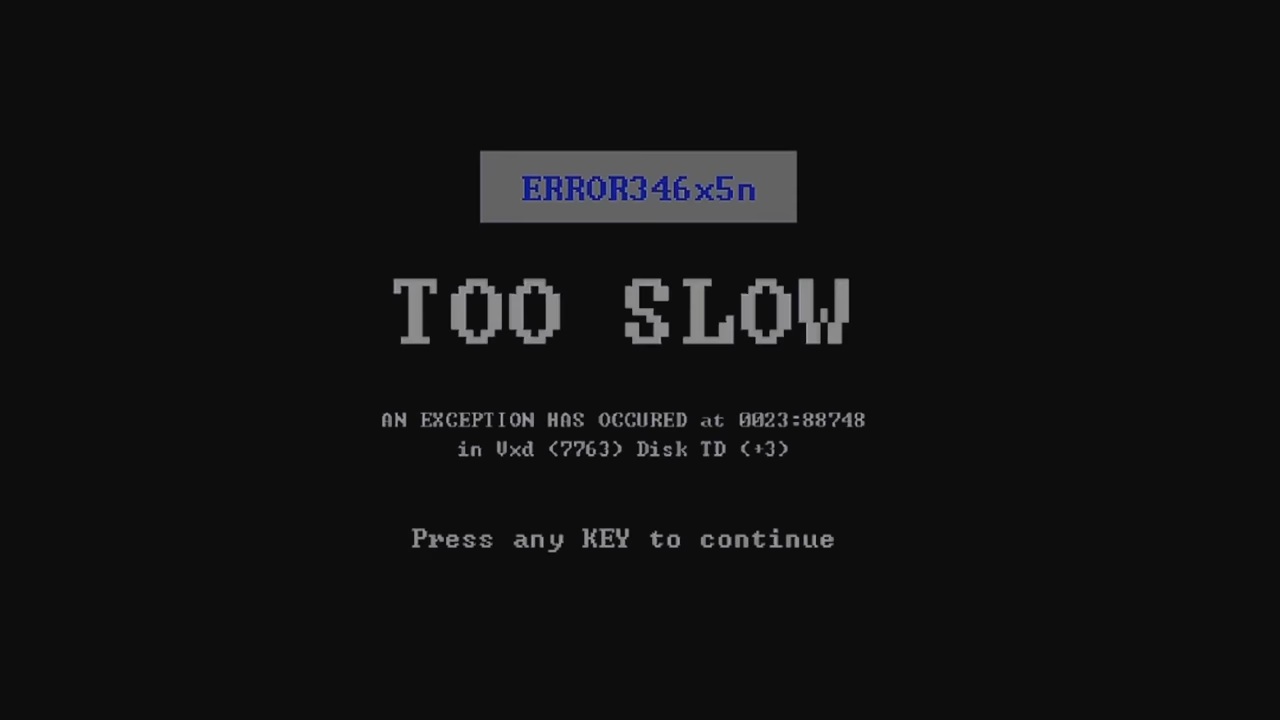 ERROR346x5n
TOO SLOW
AN EXCEPTION HAS OCCURED at 0023:88748
in Vxd (7763) Disk TD (+3)
Press any KEY to continue